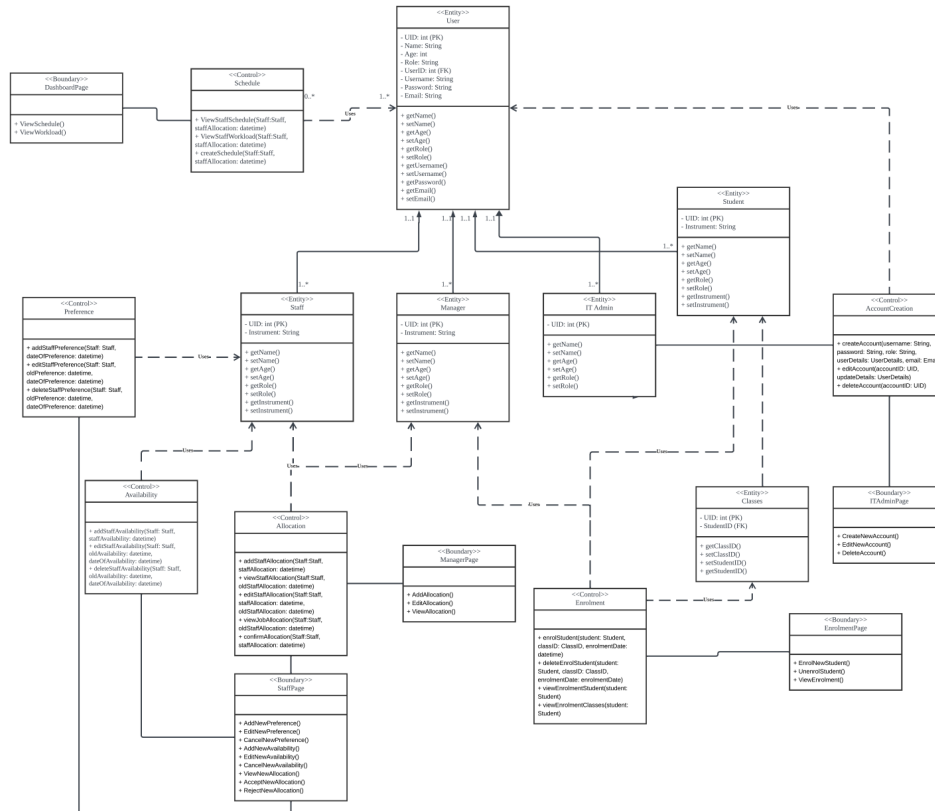 <<Entity>>
User
- UID: int (PK)
- Name: String
- Age: int
- Role: String
- UserID: int (FK)
- Username: String
- Password: String
- Email: String
+ getName()
+ setName()
+ getAge()
+ setAge()
+ getRole()
+ setRole()
+ getUsername()
+ setUsername()
+ getPassword()
+ getEmail()
+ setEmail()
<<Boundary>>
DashboardPage
+ ViewSchedule()
+ ViewWorkload()
<<Control>>
Schedule
+ ViewStaffSchedule(Staff:Staff,
staffAllocation: datetime)
+ ViewStaffWorkload(Staff:Staff,
staffAllocation: datetime)
+ createSchedule(Staff:Staff,
staffAllocation: datetime)
0..*
1..*
Uses
Uses
<<Entity>>
Student
- UID: int (PK)
- Instrument: String
+ getName()
+ setName()
+ getAge()
+ setAge()
+ getRole()
+ setRole()
+ getInstrument()
+ setInstrument()
1..1
1..1
1..1
1..1
1..*
1..*
1..*
1..*
<<Control>>
Preference
+ addStaffPreference(Staff: Staff,
dateOfPreference: datetime)
+ editStaffPreference(Staff: Staff,
oldPreference: datetime,
dateOfPreference: datetime)
+ deleteStaffPreference(Staff: Staff,
oldPreference: datetime,
dateOfPreference: datetime)
Uses
<<Entity>>
Staff
- UID: int (PK)
- Instrument: String
+ getName()
+ setName()
+ getAge()
+ setAge()
+ getRole()
+ setRole()
+ getInstrument()
+ setInstrument()
<<Entity>>
Manager
- UID: int (PK)
- Instrument: String
+ getName()
+ setName()
+ getAge()
+ setAge()
+ getRole()
+ setRole()
+ getInstrument()
+ setInstrument()
<<Entity>>
IT Admin
- UID: int (PK)
+ getName()
+ setName()
+ getAge()
+ setAge()
+ getRole()
+ setRole()
<<Control>>
AccountCreation
+ createAccount(username: String,
password: String, role: String,
userDetails: UserDetails, email: Ema
+ editAccount(accountID: UID,
updateDetails: UserDetails)
+ deleteAccount(accountID: UID)
Uses
Uses
Uses
Uses
Uses
<<Control>>
Availability
+ addStaffAvailability(Staff: Staff,
staffAvailability: datetime)
+ editStaffAvailability(Staff: Staff,
oldAvailability: datetime,
dateOfAvailability: datetime)
+ deleteStaffAvailability(Staff: Staff,
oldAvailability: datetime,
dateOfAvailability: datetime)
<<Control>>
Allocation
+ addStaffAllocation(Staff:Staff,
staffAllocation: datetime)
+ viewStaffAllocation(Staff:Staff,
oldStaffAllocation: datetime)
+ editStaffAllocation(Staff:Staff,
staffAllocation: datetime,
oldStaffAllocation: datetime)
+ viewJobAllocation(Staff:Staff,
oldStaffAllocation: datetime)
+ confirmAllocation(Staff:Staff,
staffAllocation: datetime)
<<Boundary>>
ManagerPage
+ AddAllocation()
+ EditAllocation()
+ ViewAllocation()
<<Entity>>
Classes
- UID: int (PK)
- StudentID (FK)
+ getClassID()
+ setClassID()
+ setStudentID()
+ getStudentID()
<<Boundary>>
ITAdminPage
+ CreateNewAccount()
+ EditNewAccount()
+ DeleteAccount()
<<Control>>
Enrolment
+ enrolStudent(student: Student,
classID: ClassID, enrolmentDate:
datetime)
+ deleteEnrolStudent(student:
Student, classID: ClassID,
enrolmentDate: enrolmentDate)
+ viewEnrolmentStudent(student:
Student)
+ viewEnrolmentClasses(student:
Student)
Uses
<<Boundary>>
EnrolmentPage
+ EnrolNewStudent()
+ UnenrolStudent()
+ ViewEnrolment()
<<Boundary>>
StaffPage
+ AddNewPreference()
+ EditNewPreference()
+ CancelNewPreference()
+ AddNewAvailability()
+ EditNewAvailability()
+ CancelNewAvailability()
+ ViewNewAllocation()
+ AcceptNewAllocation()
+ RejectNewAllocation()